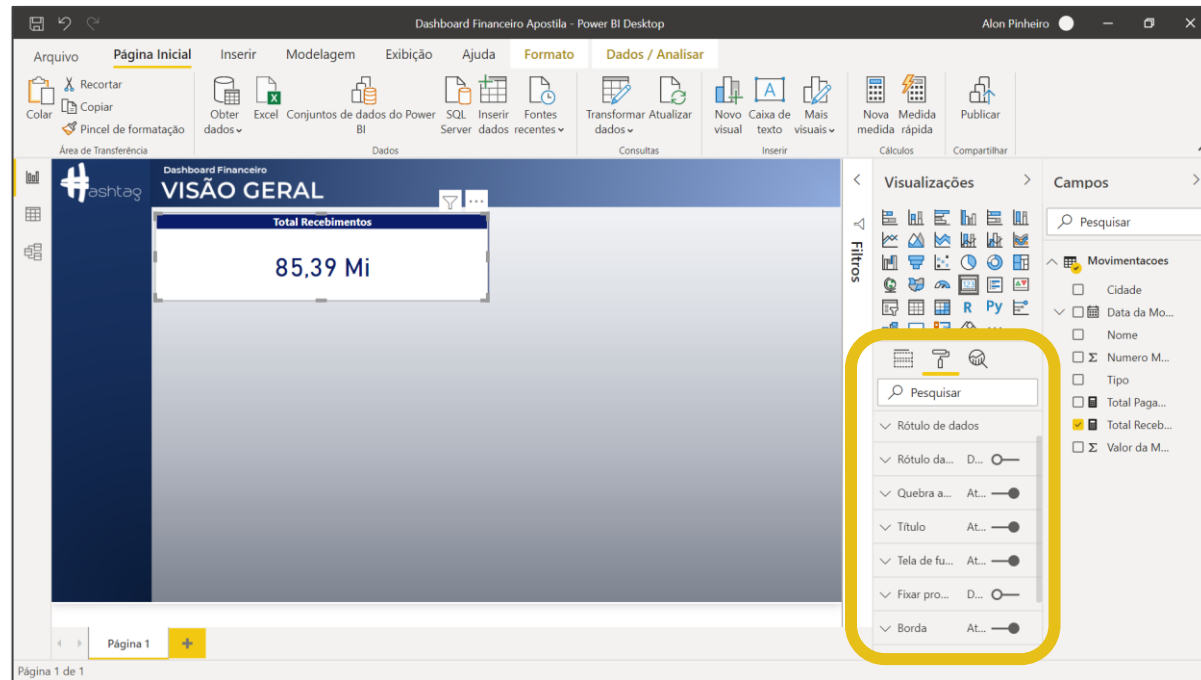 Dashboard Financeiro Apostila - Power BI Desktop
Alon Pinheiro
Arquivo Página Inicial Inserir Modelagem Exibição Ajuda Formato Dados / Analisar
Colar
Recortar
Copiar
Pincel de formatação
Área de Transferência
Obter dados
Excel
Conjuntos de dados do Power BI
SQL Server
Inserir dados
Fontes recentes
Dados
Transformar dados
Atualizar
Consultas
Novo visual
A
Caixa de texto
Mais visuais
Inserir
Nova medida
Medida rápida
Cálculos
Publicar
Compartilhar
#ashtag
Dashboard Financeiro
VISÃO GERAL
Total Recebimentos
85,39 Mi
Filtros
Visualizações
123
R Py
Pesquisar
Rótulo de dados
Rótulo da... D...
Quebra a... At...
Título At...
Tela de fu... At...
Fixar pro... D...
Borda At...
Campos
Pesquisar
Movimentacoes
Cidade
Data da Mo...
Nome
Σ Numero M...
Tipo
Total Paga...
Total Receb...
Σ Valor da M...
Página 1
Página 1 de 1